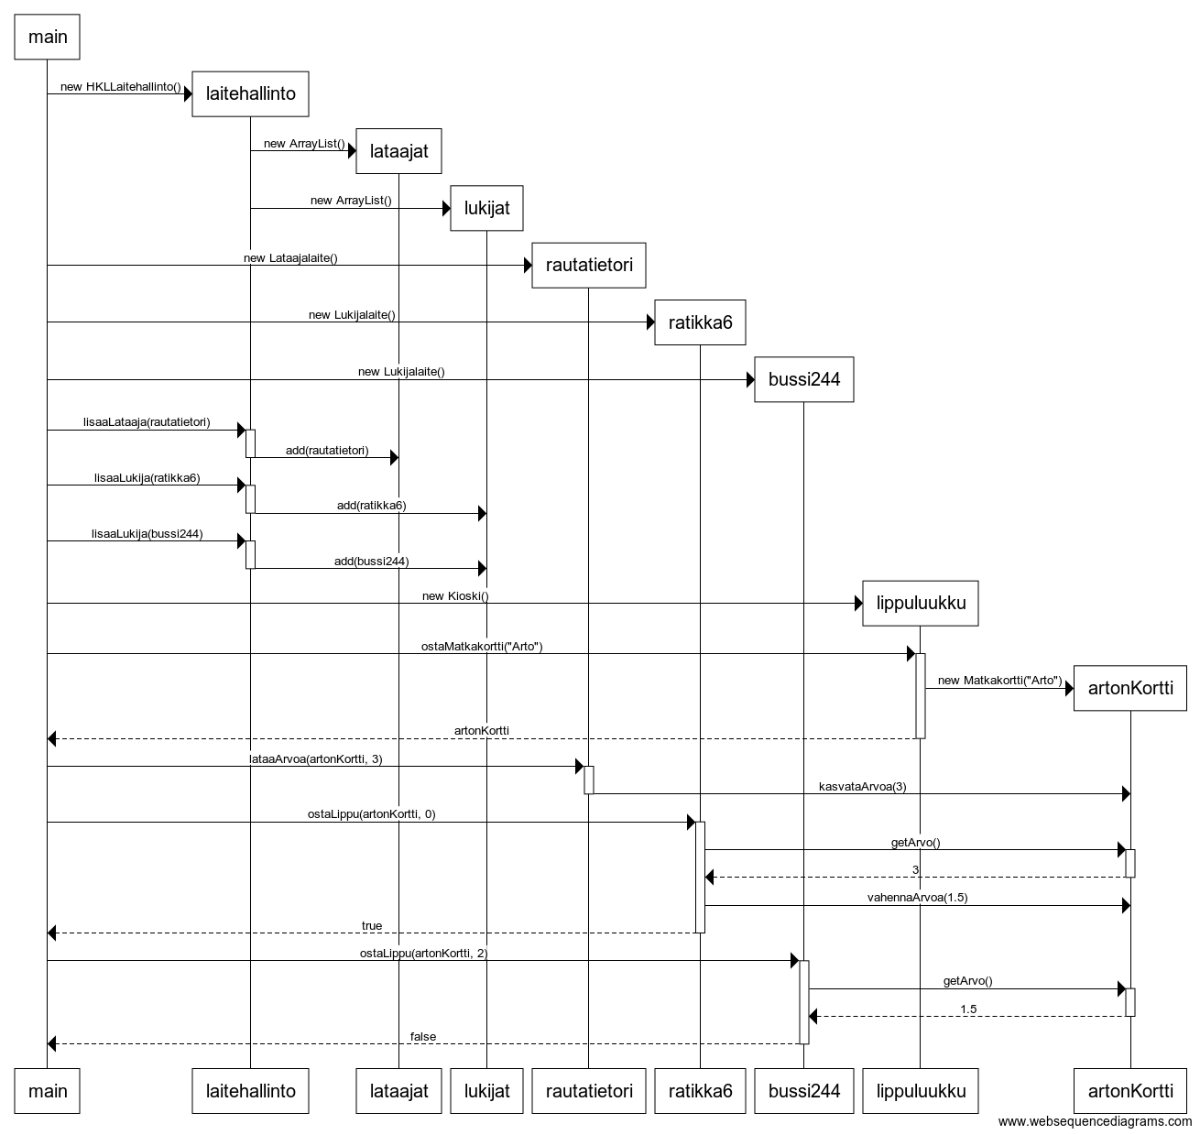 main
new HKLLaitehallinto()
laitehallinto
new ArrayList()
lataajat
new ArrayList()
lukijat
new Lataajalaite()
rautatietori
new Lukijalaite()
ratikka6
new Lukijalaite()
bussi244
lisaaLataaja(rautatietori)
add(rautatietori)
lisaaLukija(ratikka6)
add(ratikka6)
lisaaLukija(bussi244)
add(bussi244)
new Kioski()
lippuluukku
ostaMatkakortti("Arto")
new Matkakortti("Arto")
artonKortti
artonKortti
lataaArvoa(artonKortti, 3)
kasvataArvoa(3)
ostaLippu(artonKortti, 0)
getArvo()
3
vahennaArvoa(1.5)
true
ostaLippu(artonKortti, 2)
getArvo()
1.5
false
main laitehallinto lataajat lukijat rautatietori ratikka6 bussi244 lippuluukku artonKortti
www.websequencediagrams.com